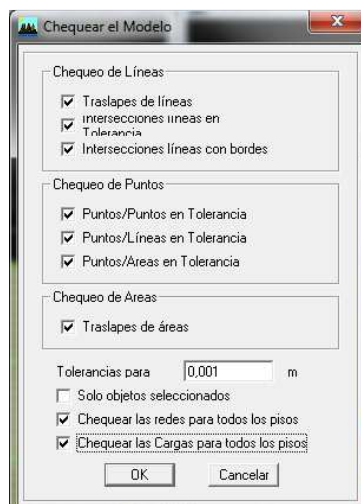 Chequear el Modelo
Chequeo de Líneas
Traslapes de líneas
Intersecciones líneas en
Tolerancia
Intersecciones líneas con bordes
Chequeo de Puntos
Puntos/Puntos en Tolerancia
Puntos/Líneas en Tolerancia
Puntos/Areas en Tolerancia
Chequeo de Areas
Traslapes de áreas
Tolerancias para 0,001 m
Solo objetos seleccionados
Chequear las redes para todos los pisos
Chequear las Cargas para todos los pisos
OK Cancelar